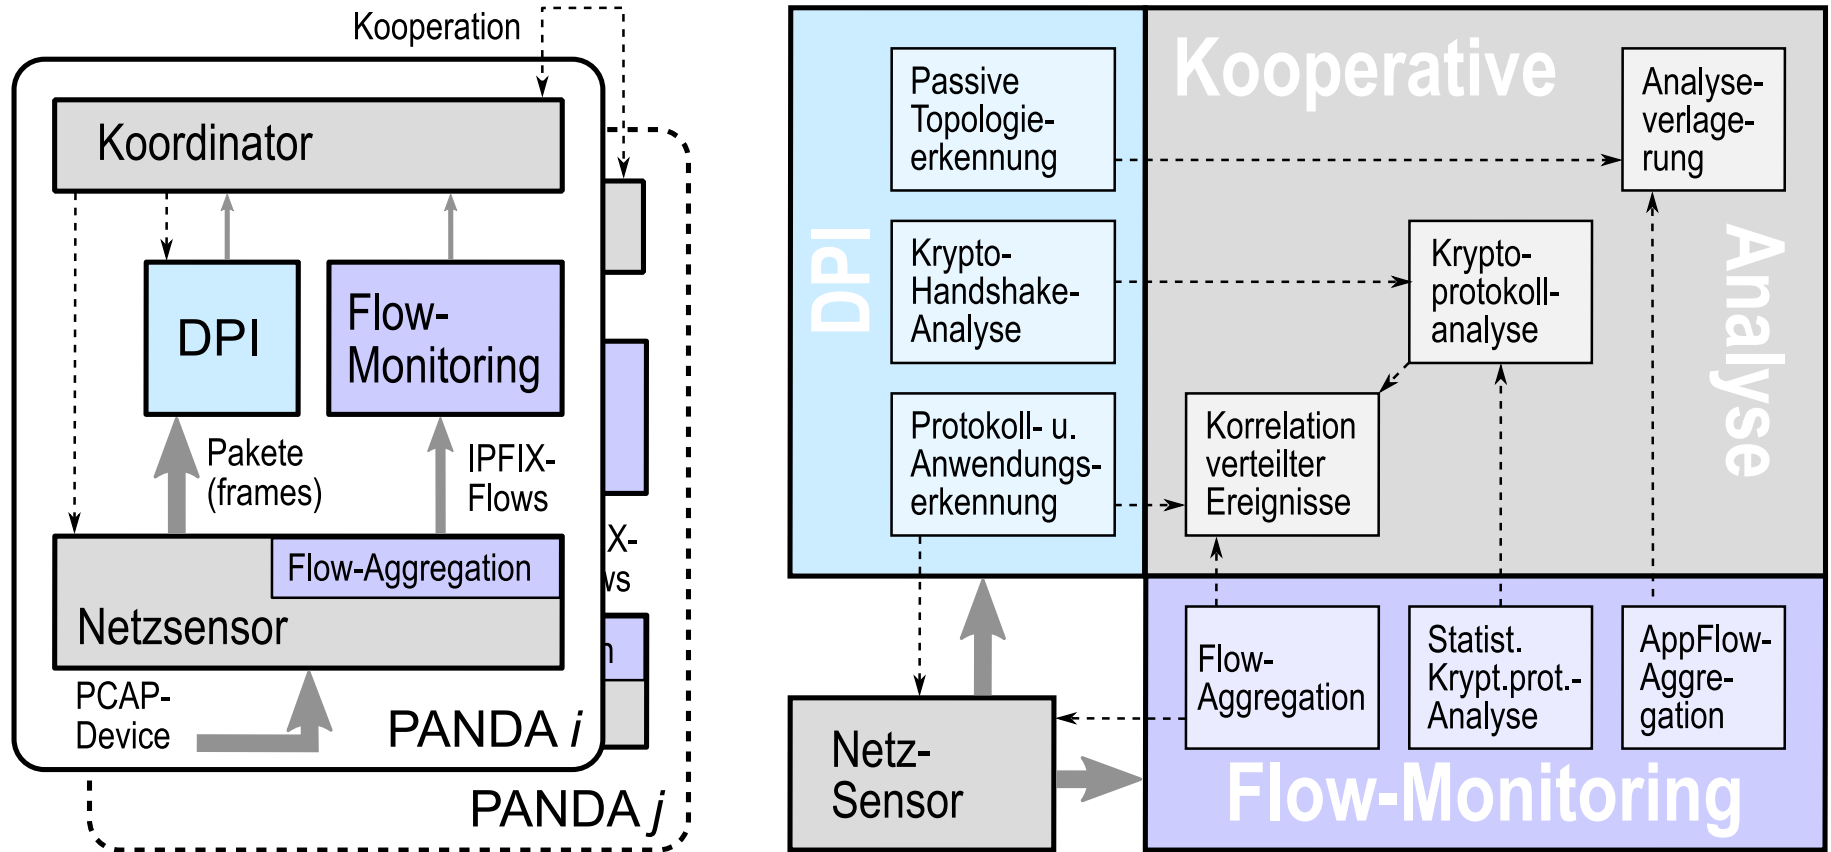 Kooperation
Koordinator
DPI
Flow-
Monitoring
Pakete
(frames)
IPFIX-
Flows
X-
ws
Flow-Aggregation
Netzsensor
n
PCAP-
Device
PANDA i
PANDA j
Kooperative
Analyse
DPI
Passive
Topologie-
erkennung
Analyse-
verlage-
rung
Krypto-
Handshake-
Analyse
Krypto-
protokoll-
analyse
Protokoll- u.
Anwendungs-
erkennung
Korrelation
verteilter
Ereignisse
Flow-
Aggregation
Statist.
Krypt.prot.-
Analyse
AppFlow-
Aggre-
gation
Netz-
Sensor
Flow-Monitoring